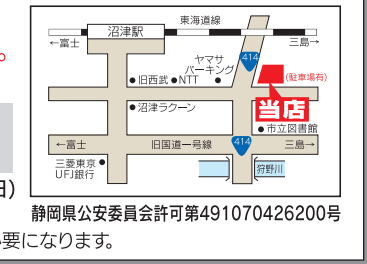 東海道線
沼津駅
←富士
三島→
ヤマサ
パーキング
414
(駐車場有)
●旧西武 ●NTT ●
当店
●沼津ラクーン
●市立図書館
←富士
旧国道一号線
414
三島→
三菱東京●
UFJ銀行
狩野川
日)
静岡県公安委員会許可第491070426200号
要になります。